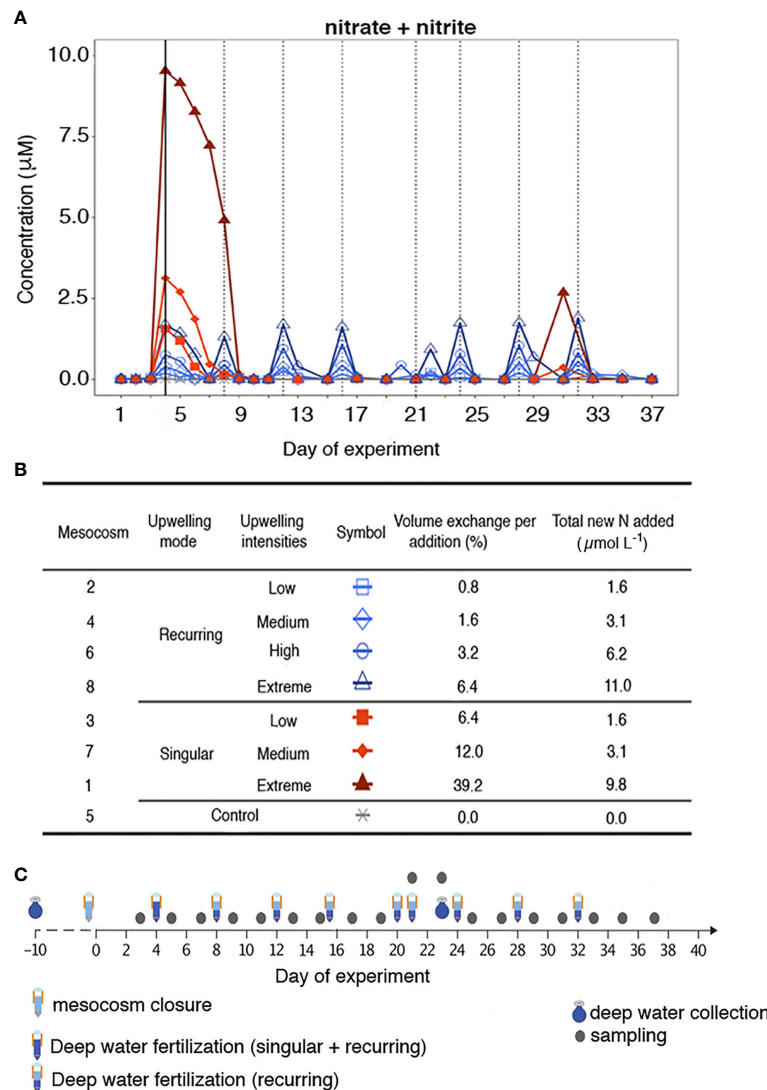 A
nitrate + nitrite
10.0
7.5
5.0
2.5
0.0
Concentration (μM)
1 5 9 13 17 21 25 29 33 37
Day of experiment
B
Mesocosm Upwelling mode Upwelling intensities Symbol Volume exchange per addition (%) Total new N added (μmol L⁻¹)
2 Low 0.8 1.6
4 Medium 1.6 3.1
Recurring
6 High 3.2 6.2
8 Extreme 6.4 11.0
3 Low 6.4 1.6
7 Singular Medium 12.0 3.1
1 Extreme 39.2 9.8
5 Control 0.0 0.0
C
−10 0 2 4 6 8 10 12 14 16 18 20 22 24 26 28 30 32 34 36 38 40
Day of experiment
mesocosm closure
Deep water fertilization (singular + recurring)
Deep water fertilization (recurring)
deep water collection
sampling